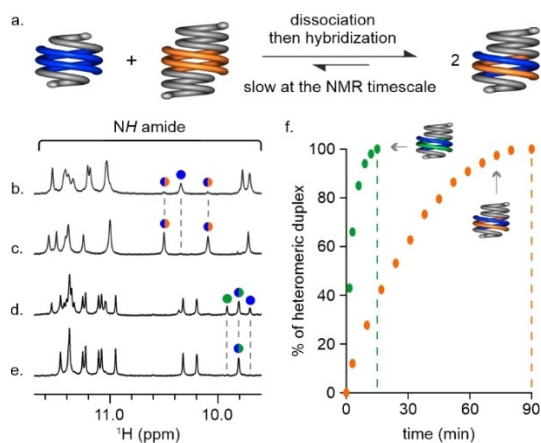 a.
+
dissociation
then hybridization
slow at the NMR timescale
2
NH amide
b.
c.
d.
e.
11.0
10.0
¹H (ppm)
f.
% of heteromeric duplex
100
80
60
40
20
0
0
30
60
90
time (min)